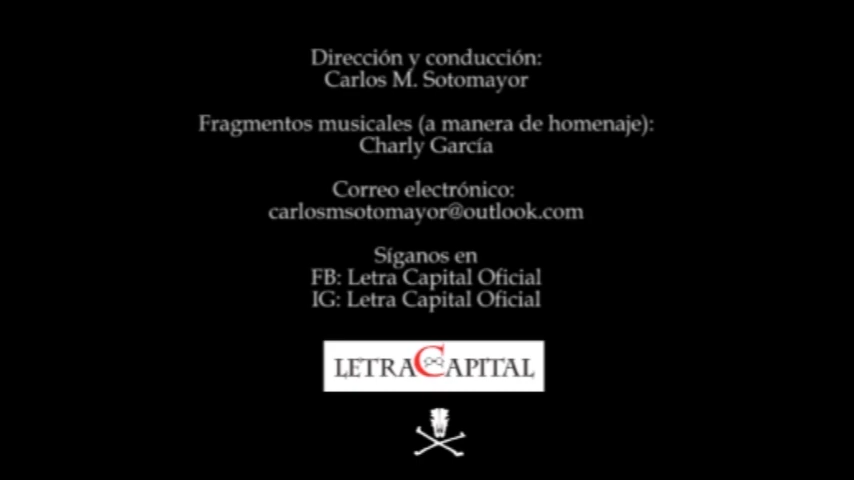 Dirección y conducción:
Carlos M. Sotomayor
Fragmentos musicales (a manera de homenaje):
Charly García
Correo electrónico:
carlosmsotomayor@outlook.com
Síganos en
FB: Letra Capital Oficial
IG: Letra Capital Oficial
LETRA CAPITAL